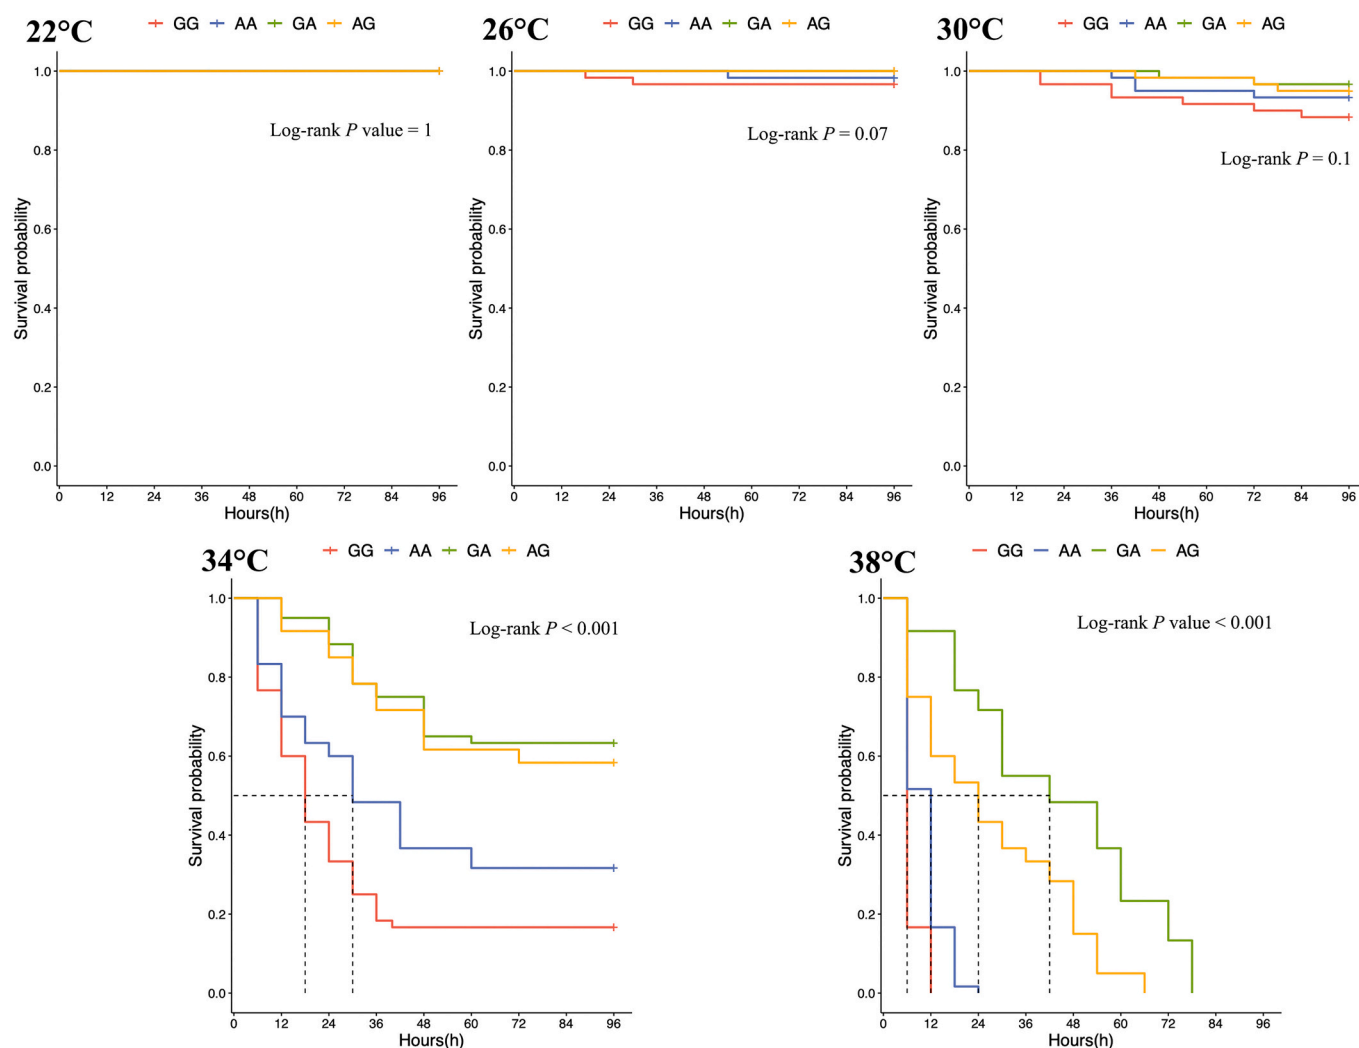 22°C
GG AA GA AG
1.0
0.8
0.6
0.4
0.2
0.0
Survival probability
Log-rank P value = 1
0 12 24 36 48 60 72 84 96
Hours(h)
26°C
GG AA GA AG
1.0
0.8
0.6
0.4
0.2
0.0
Survival probability
Log-rank P = 0.07
0 12 24 36 48 60 72 84 96
Hours(h)
30°C
GG AA GA AG
1.0
0.8
0.6
0.4
0.2
0.0
Survival probability
Log-rank P = 0.1
0 12 24 36 48 60 72 84 96
Hours(h)
34°C
GG AA GA AG
1.0
0.8
0.6
0.4
0.2
0.0
Survival probability
Log-rank P < 0.001
0 12 24 36 48 60 72 84 96
Hours(h)
38°C
GG AA GA AG
1.0
0.8
0.6
0.4
0.2
0.0
Survival probability
Log-rank P value < 0.001
0 12 24 36 48 60 72 84 96
Hours(h)